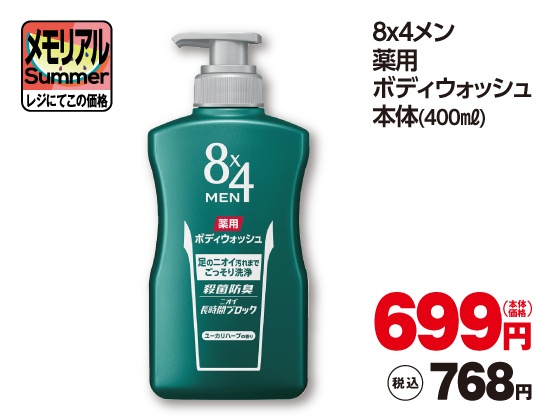 メモリアル
Summer
レジにてこの価格
8x4メン
薬用
ボディウォッシュ
本体(400㎖)
8x4
MEN
薬用
ボディウォッシュ
足のニオイ汚れまで
ごっそり洗浄
殺菌防臭
ニオイ
長時間ブロック
ユーカリハーブの香り
699円(本体価格)
税込 768円